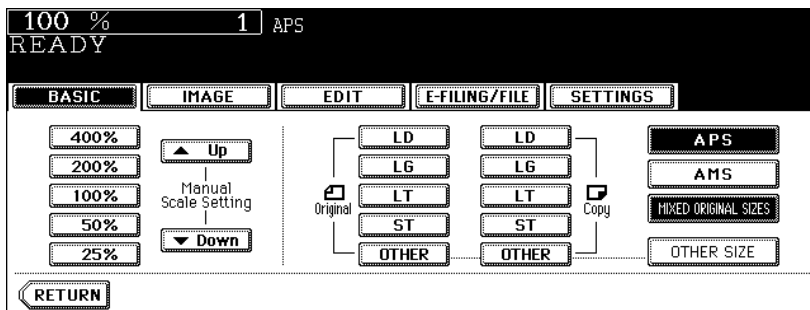 100 % 1 APS
READY
BASIC IMAGE EDIT E-FILING/FILE SETTINGS
400% Up LD LD APS
200% LG LG AMS
100% Manual Scale Setting Original LT LT Copy MIXED ORIGINAL SIZES
50% Down ST ST
25% OTHER OTHER OTHER SIZE
RETURN